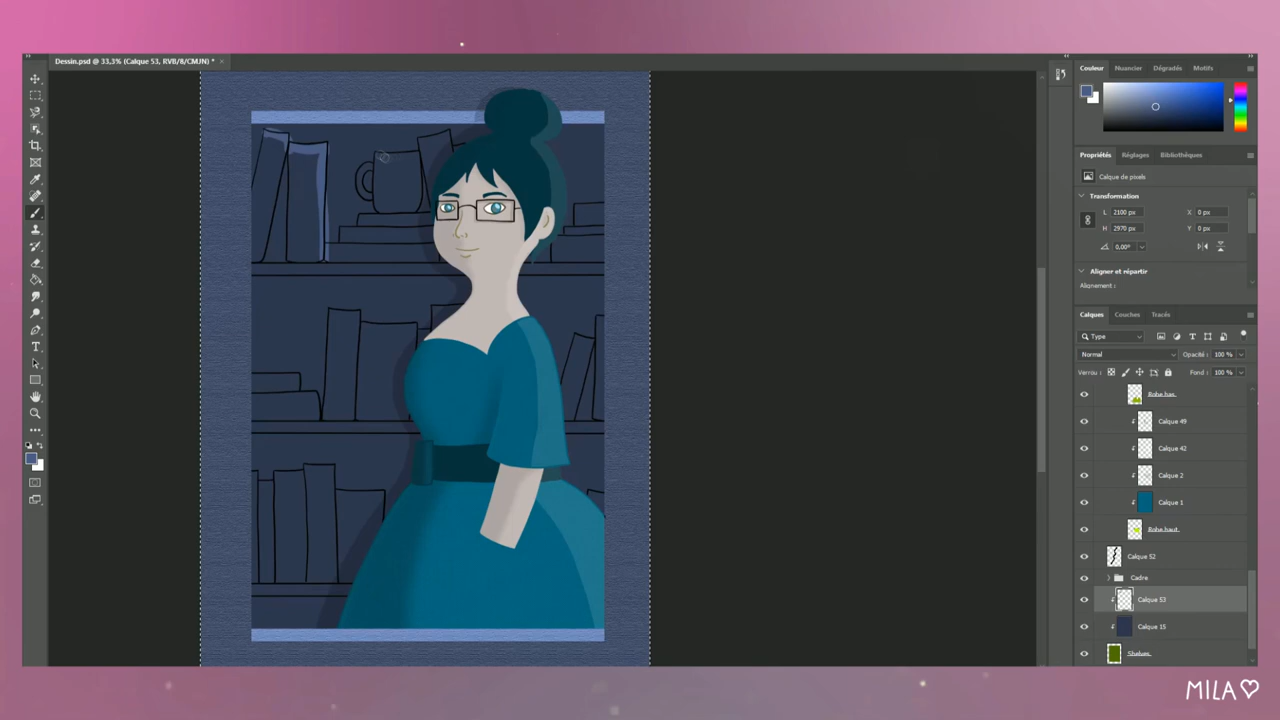 Dessin.psd @ 33,3% (Calque 53, RVB/8/CMJN) *
Couleur Nuancier Dégradés Motifs
Propriétés Réglages Bibliothèques
Calque de pixels
Transformation
L 2100 px X 0 px
H 2970 px Y 0 px
0,00°
Aligner et répartir
Alignement :
Calques Couches Tracés
Type
Normal Opacité : 100 %
Verrou : Fond : 100 %
Robe bas
Calque 49
Calque 42
Calque 2
Calque 1
Robe haut
Calque 52
Cadre
Calque 53
Calque 15
Shelves
MILA